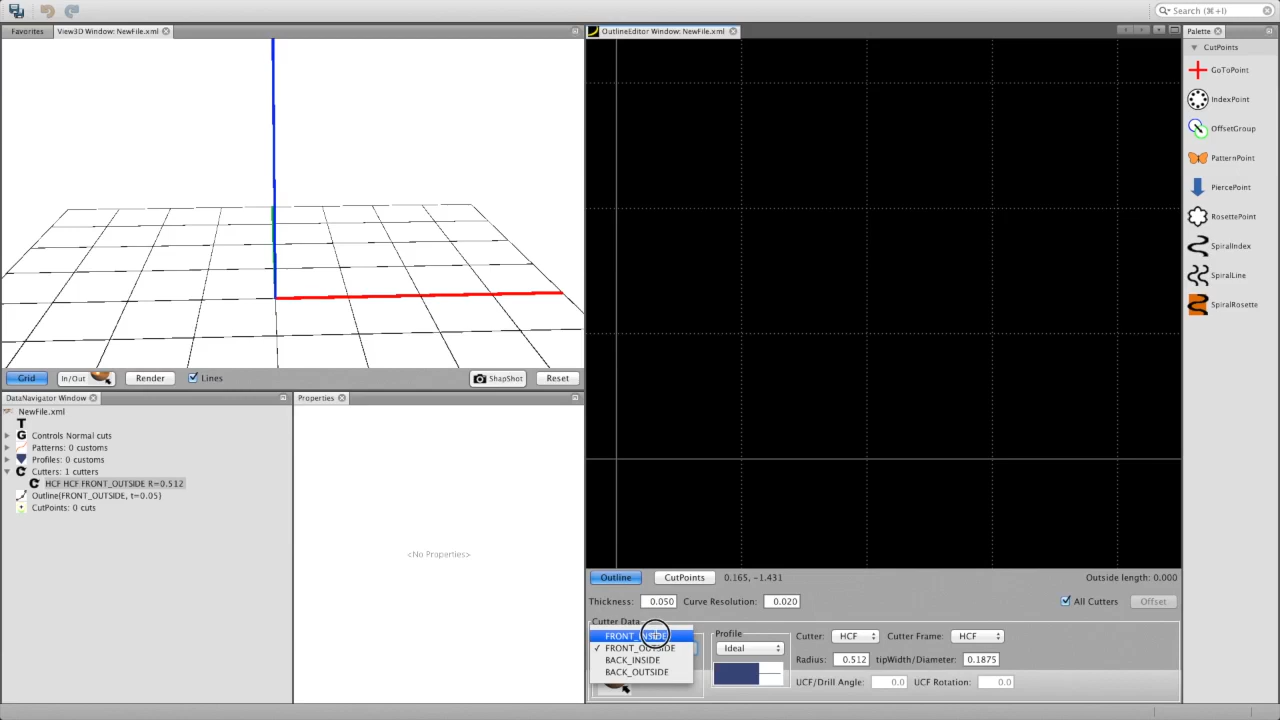 Search (⌘+I)
Favorites
View3D Window: NewFile.xml
OutlineEditor Window: NewFile.xml
Palette
CutPoints
GoToPoint
IndexPoint
OffsetGroup
PatternPoint
PiercePoint
RosettePoint
SpiralIndex
SpiralLine
SpiralRosette
Grid
In/Out
Render
Lines
SnapShot
Reset
DataNavigator Window
NewFile.xml
T
G Controls Normal cuts
Patterns: 0 customs
Profiles: 0 customs
C Cutters: 1 cutters
C HCF HCF FRONT_OUTSIDE R=0.512
Outline(FRONT_OUTSIDE, t=0.05)
CutPoints: 0 cuts
Properties
<No Properties>
Outline
CutPoints
0.165, -1.431
Outside length: 0.000
Thickness: 0.050
Curve Resolution: 0.020
All Cutters
Offset
Cutter Data
FRONT_INSIDE
FRONT_OUTSIDE
BACK_INSIDE
BACK_OUTSIDE
Profile
Ideal
Cutter: HCF
Cutter Frame: HCF
Radius: 0.512
tipWidth/Diameter: 0.1875
UCF/Drill Angle: 0.0
UCF Rotation: 0.0